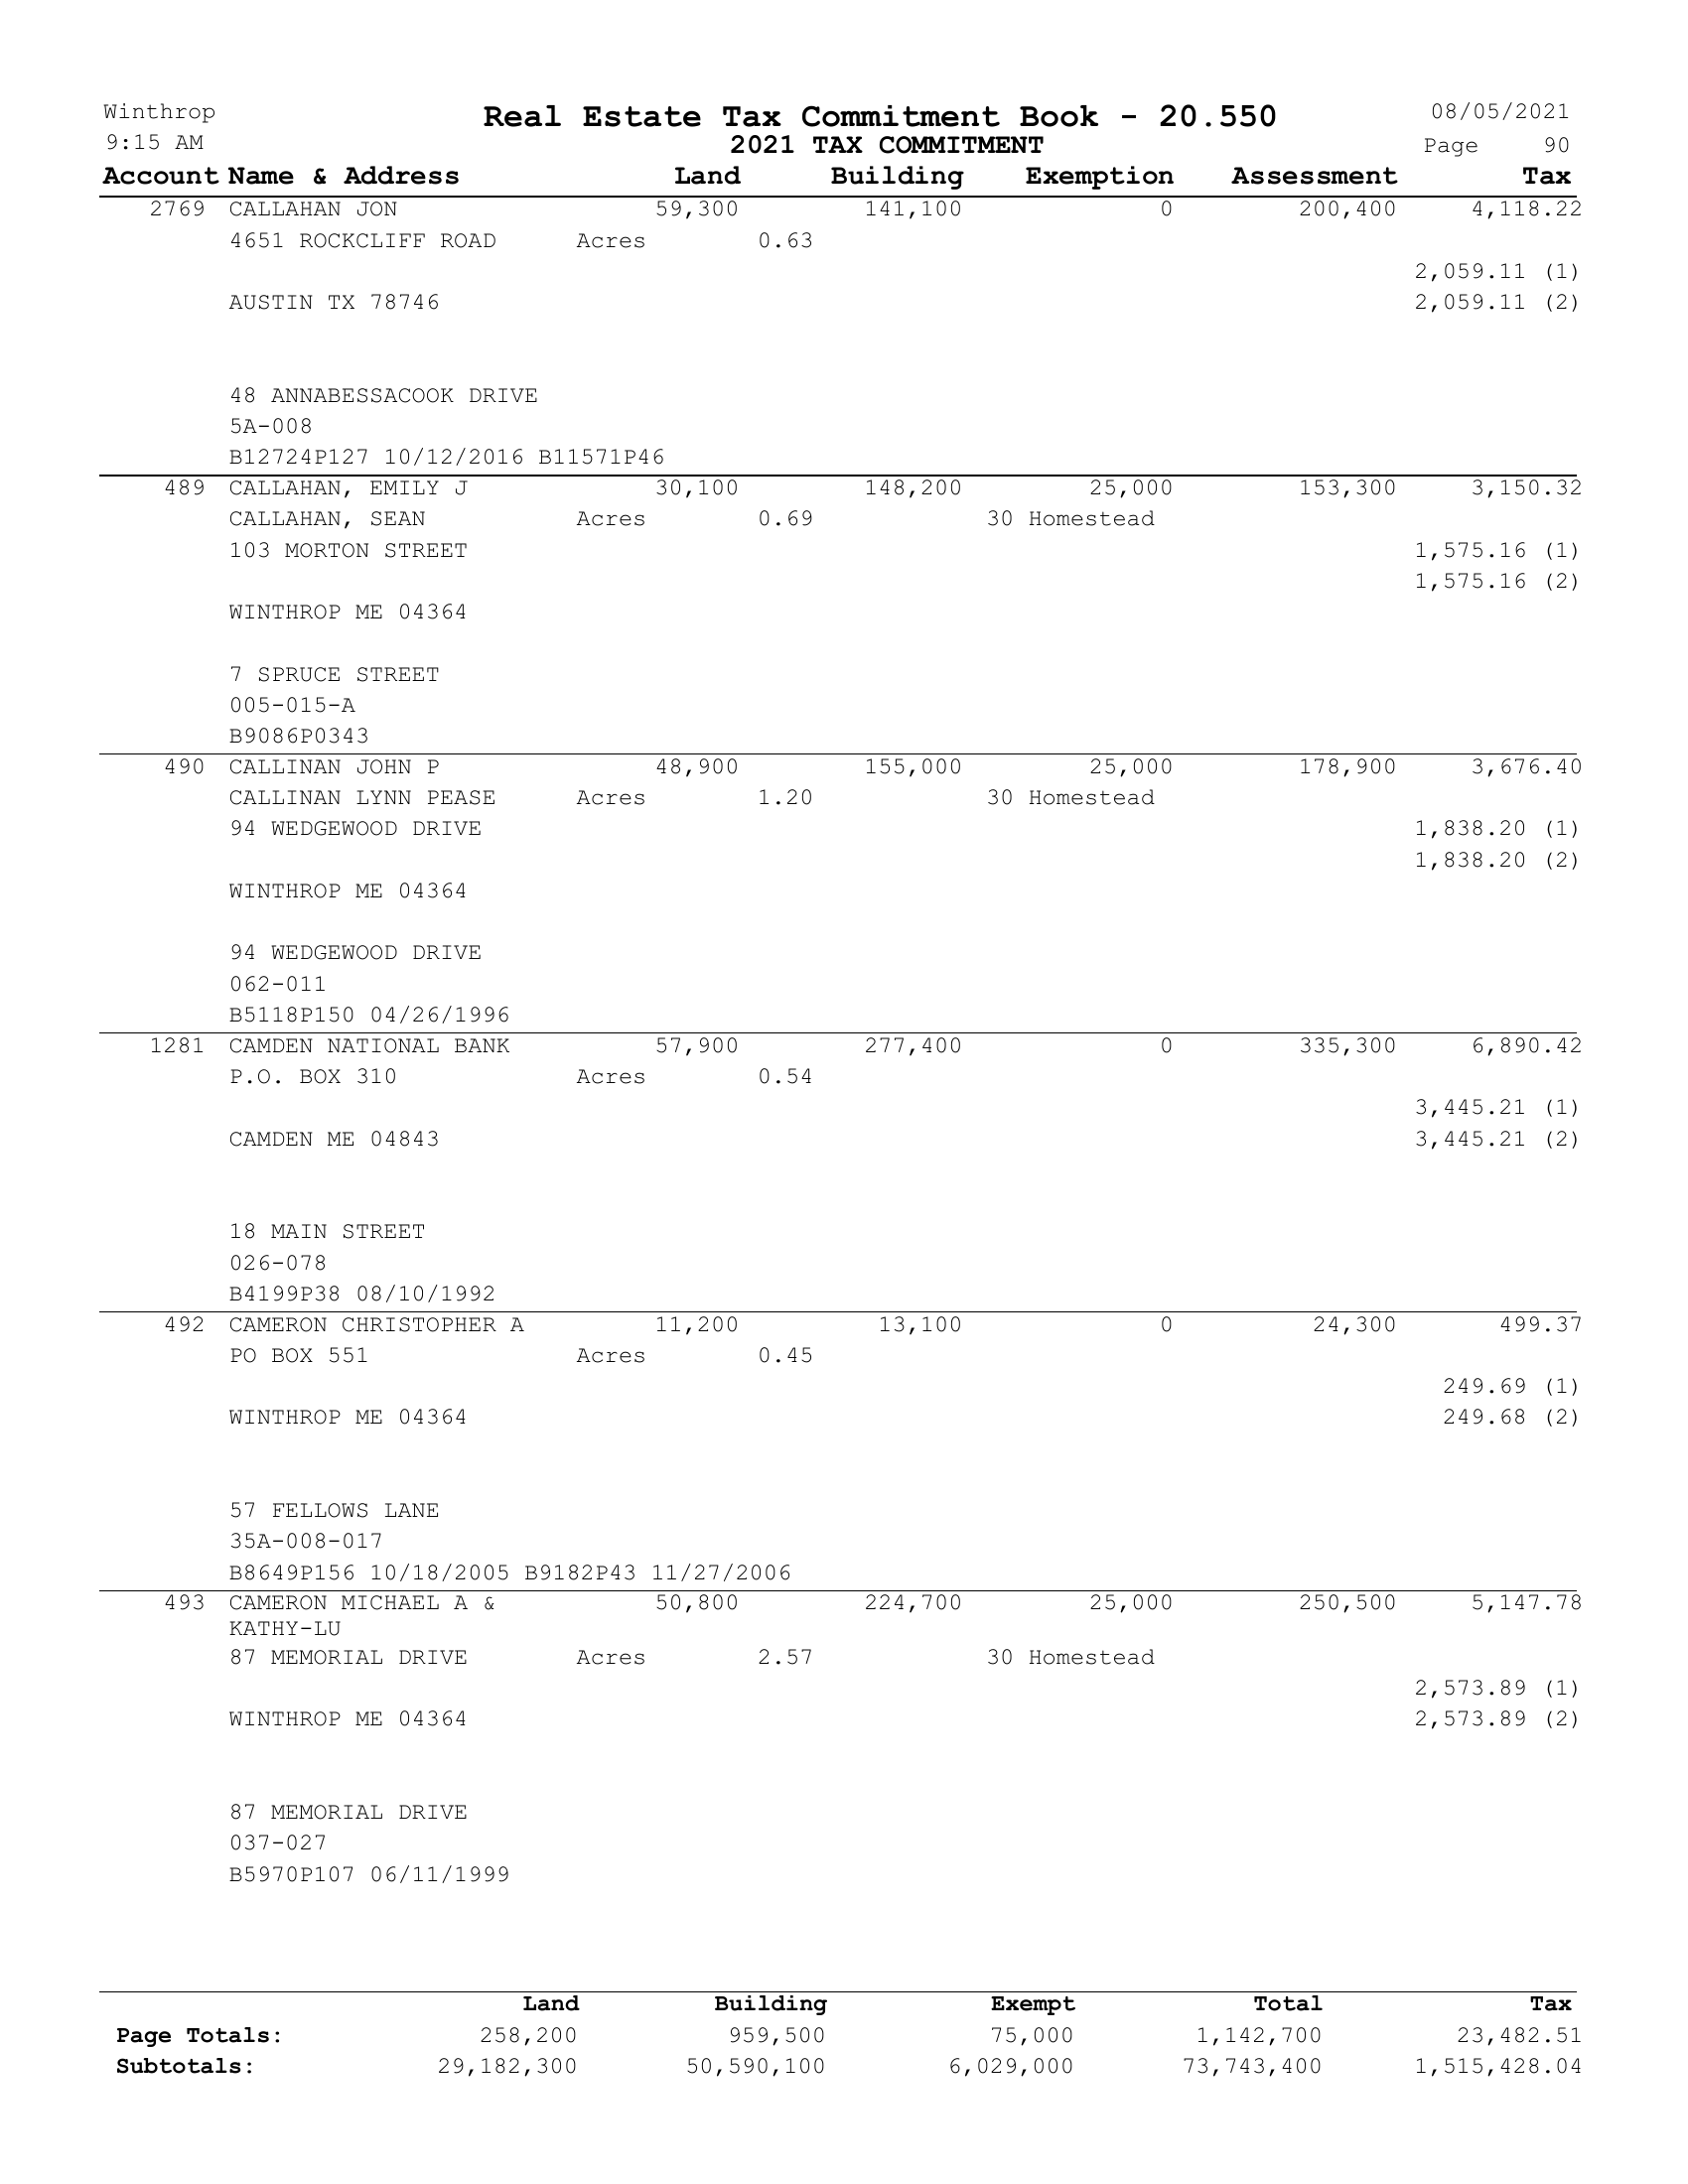 Winthrop Real Estate Tax Commitment Book - 20.550 08/05/2021
9:15 AM 2021 TAX COMMITMENT Page 90
Account Name & Address Land Building Exemption Assessment Tax
2769 CALLAHAN JON 59,300 141,100 0 200,400 4,118.22
4651 ROCKCLIFF ROAD Acres 0.63
2,059.11 (1)
AUSTIN TX 78746 2,059.11 (2)
48 ANNABESSACOOK DRIVE
5A-008
B12724P127 10/12/2016 B11571P46
489 CALLAHAN, EMILY J 30,100 148,200 25,000 153,300 3,150.32
CALLAHAN, SEAN Acres 0.69 30 Homestead
103 MORTON STREET 1,575.16 (1)
1,575.16 (2)
WINTHROP ME 04364
7 SPRUCE STREET
005-015-A
B9086P0343
490 CALLINAN JOHN P 48,900 155,000 25,000 178,900 3,676.40
CALLINAN LYNN PEASE Acres 1.20 30 Homestead
94 WEDGEWOOD DRIVE 1,838.20 (1)
1,838.20 (2)
WINTHROP ME 04364
94 WEDGEWOOD DRIVE
062-011
B5118P150 04/26/1996
1281 CAMDEN NATIONAL BANK 57,900 277,400 0 335,300 6,890.42
P.O. BOX 310 Acres 0.54
3,445.21 (1)
CAMDEN ME 04843 3,445.21 (2)
18 MAIN STREET
026-078
B4199P38 08/10/1992
492 CAMERON CHRISTOPHER A 11,200 13,100 0 24,300 499.37
PO BOX 551 Acres 0.45
249.69 (1)
WINTHROP ME 04364 249.68 (2)
57 FELLOWS LANE
35A-008-017
B8649P156 10/18/2005 B9182P43 11/27/2006
493 CAMERON MICHAEL A & 50,800 224,700 25,000 250,500 5,147.78
KATHY-LU
87 MEMORIAL DRIVE Acres 2.57 30 Homestead
2,573.89 (1)
WINTHROP ME 04364 2,573.89 (2)
87 MEMORIAL DRIVE
037-027
B5970P107 06/11/1999
Land Building Exempt Total Tax
Page Totals: 258,200 959,500 75,000 1,142,700 23,482.51
Subtotals: 29,182,300 50,590,100 6,029,000 73,743,400 1,515,428.04